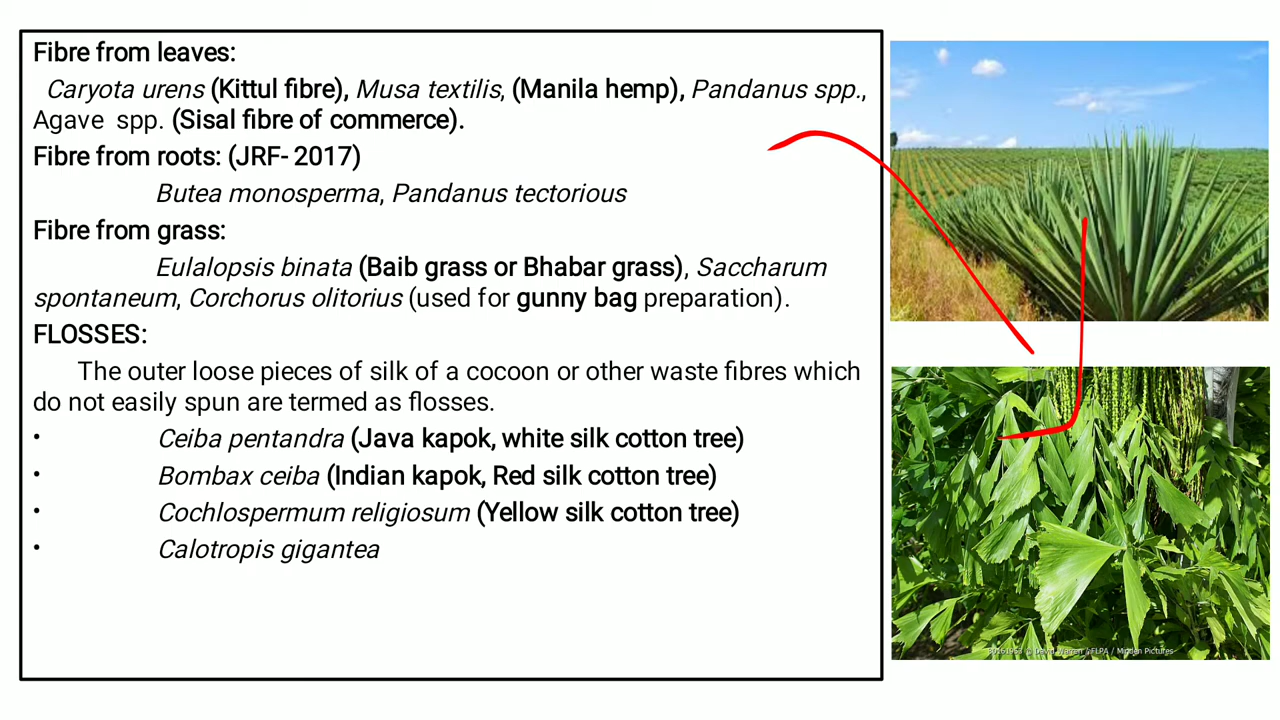 Fibre from leaves:
Caryota urens (Kittul fibre), Musa textilis, (Manila hemp), Pandanus spp.,
Agave spp. (Sisal fibre of commerce).
Fibre from roots: (JRF- 2017)
Butea monosperma, Pandanus tectorious
Fibre from grass:
Eulalopsis binata (Baib grass or Bhabar grass), Saccharum
spontaneum, Corchorus olitorius (used for gunny bag preparation).
FLOSSES:
The outer loose pieces of silk of a cocoon or other waste fibres which
do not easily spun are termed as flosses.
• Ceiba pentandra (Java kapok, white silk cotton tree)
• Bombax ceiba (Indian kapok, Red silk cotton tree)
• Cochlospermum religiosum (Yellow silk cotton tree)
• Calotropis gigantea
/ FLPA / Minden Pictures